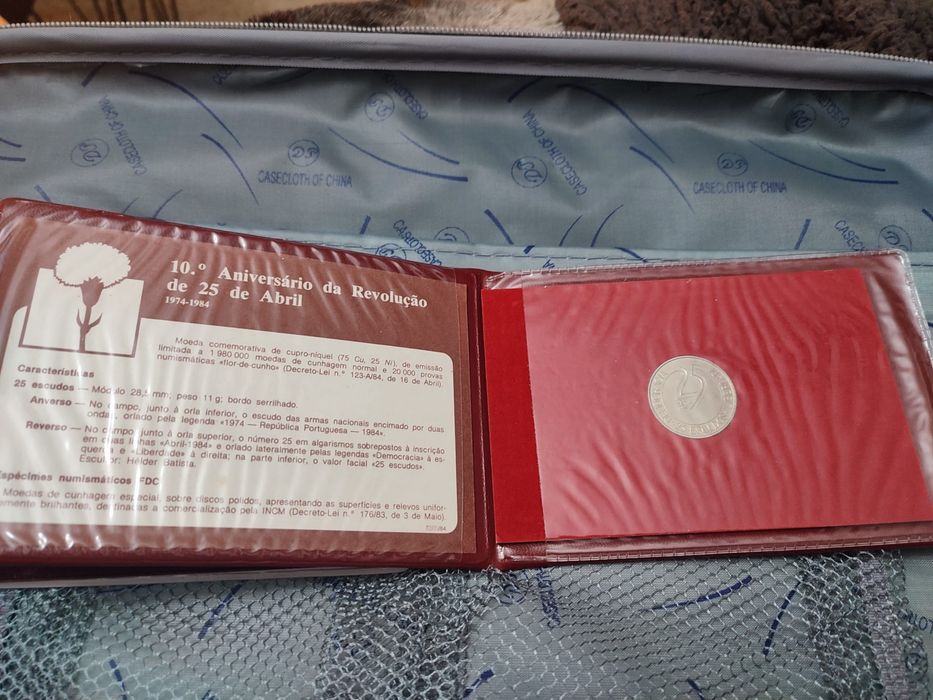 CASECLOTH OF CHINA
CASECLOTH OF CHINA
CASECLOTH OF CHINA
CASECLOTH OF CHINA
10.º Aniversário da Revolução
de 25 de Abril
1974-1984
Moeda comemorativa de cupro-níquel (75 Cu, 25 Ni), de emissão
limitada a 1 980 000 moedas de cunhagem normal e 20 000 provas
numismáticas «flor-de-cunho» (Decreto-Lei n.º 123-A/84, de 16 de Abril).
Características
25 escudos — Módulo 28,5 mm; peso 11 g; bordo serrilhado.
Anverso — No campo, junto à orla inferior, o escudo das armas nacionais encimado por duas
ondas, orlado pela legenda «1974 — República Portuguesa — 1984».
Reverso — No campo, junto à orla superior, o número 25 em algarismos sobrepostos à inscrição
em duas linhas «Abril-1984» e orlado lateralmente pelas legendas «Democracia» à es-
querda e «Liberdade» à direita; na parte inferior, o valor facial «25 escudos».
Escultor: Hélder Batista.
Espécimes numismáticos FDC
Moedas de cunhagem especial, sobre discos polidos, apresentando as superfícies e relevos unifor-
memente brilhantes, destinadas a comercialização pela INCM (Decreto-Lei n.º 176/83, de 3 de Maio).
25